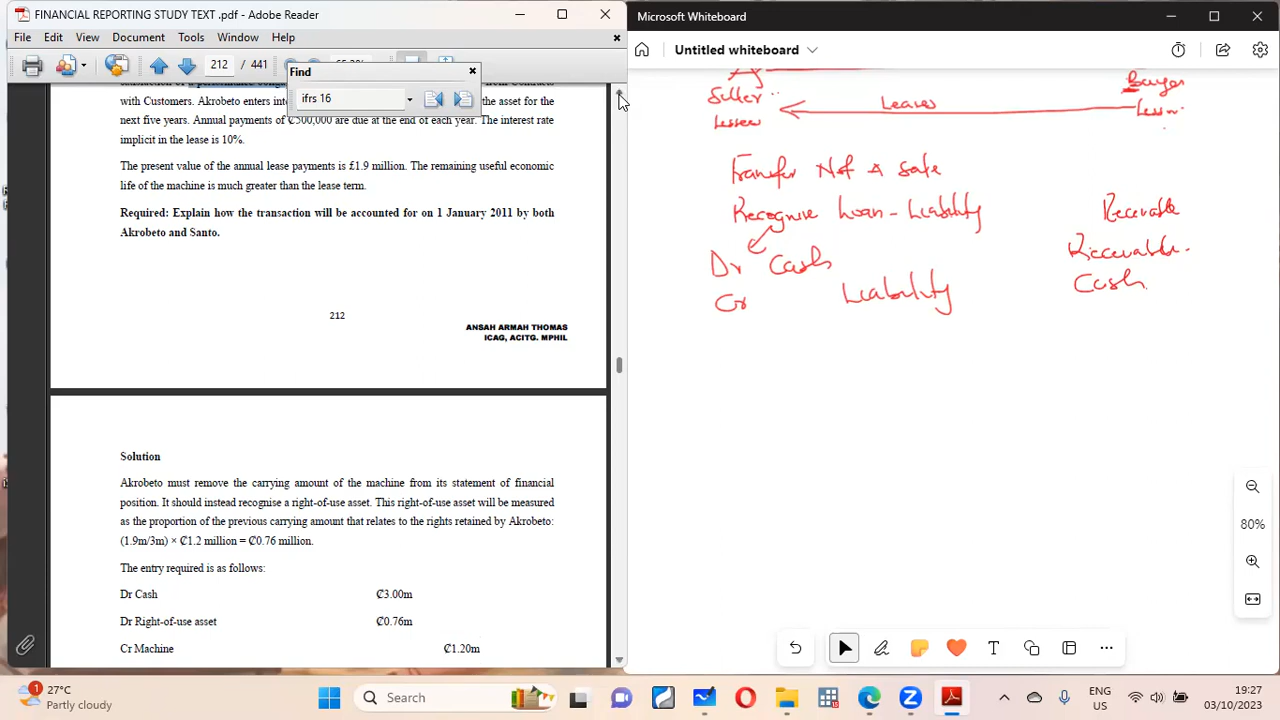 FINANCIAL REPORTING STUDY TEXT .pdf - Adobe Reader
File Edit View Document Tools Window Help
212 / 441
Find
ifrs 16
with Customers. Akrobeto enters into the asset for the
next five years. Annual payments of ₵500,000 are due at the end of each year. The interest rate
implicit in the lease is 10%.
The present value of the annual lease payments is £1.9 million. The remaining useful economic
life of the machine is much greater than the lease term.
Required: Explain how the transaction will be accounted for on 1 January 2011 by both
Akrobeto and Santo.
212
ANSAH ARMAH THOMAS
ICAG, ACITG. MPHIL
Solution
Akrobeto must remove the carrying amount of the machine from its statement of financial
position. It should instead recognise a right-of-use asset. This right-of-use asset will be measured
as the proportion of the previous carrying amount that relates to the rights retained by Akrobeto:
(1.9m/3m) × ₵1.2 million = ₵0.76 million.
The entry required is as follows:
Dr Cash ₵3.00m
Dr Right-of-use asset ₵0.76m
Cr Machine ₵1.20m
Microsoft Whiteboard
Untitled whiteboard
Seller
Lessee
Leases
Buyer
Lessor
Transfer Not A Sale
Recognise Loan - Liability
Receivable
Dr Cash
Receivable
Cr Liability
Cash
80%
1
27°C
Partly cloudy
Search
ENG
US
19:27
03/10/2023